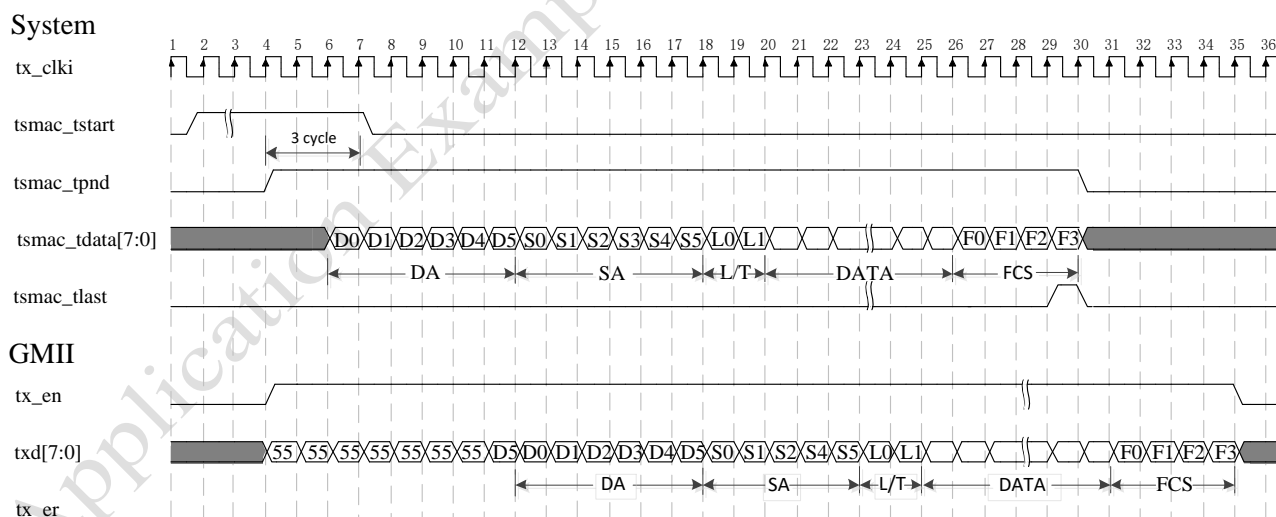 System
1 2 3 4 5 6 7 8 9 10 11 12 13 14 15 16 17 18 19 20 21 22 23 24 25 26 27 28 29 30 31 32 33 34 35 36
tx_clki
tsmac_tstart
3 cycle
tsmac_tpnd
tsmac_tdata[7:0] D0 D1 D2 D3 D4 D5 S0 S1 S2 S3 S4 S5 L0 L1 F0 F1 F2 F3
DA SA L/T DATA FCS
tsmac_tlast
GMII
tx_en
txd[7:0] 55 55 55 55 55 55 55 D5 D0 D1 D2 D3 D4 D5 S0 S1 S2 S4 S5 L0 L1 F0 F1 F2 F3
DA SA L/T DATA FCS
tx_er
Application Examp